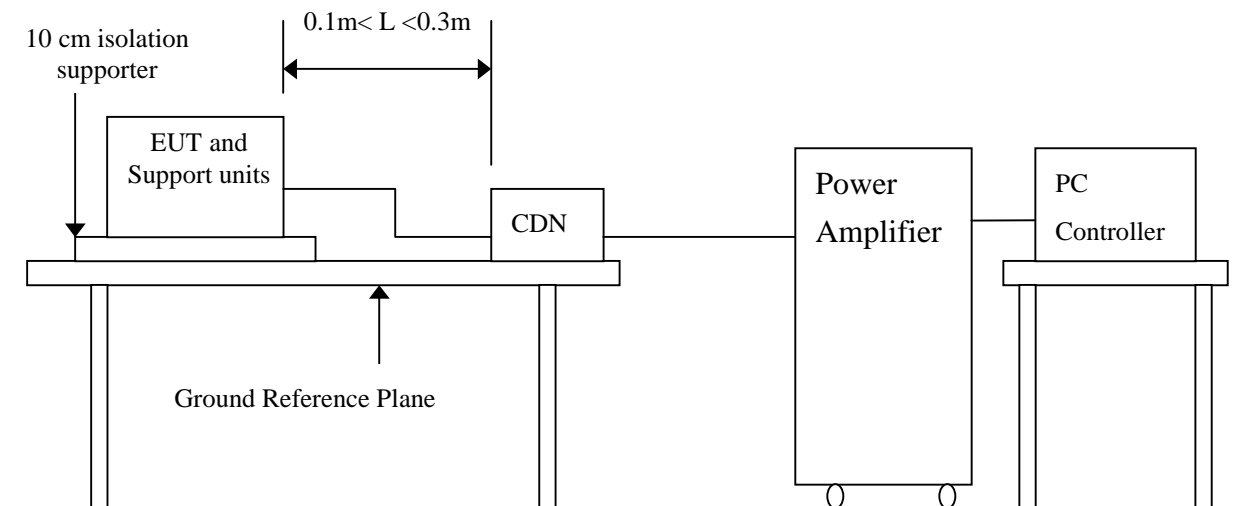 0.1m< L <0.3m
10 cm isolation
supporter
EUT and
Support units
CDN
Power
Amplifier
PC
Controller
Ground Reference Plane